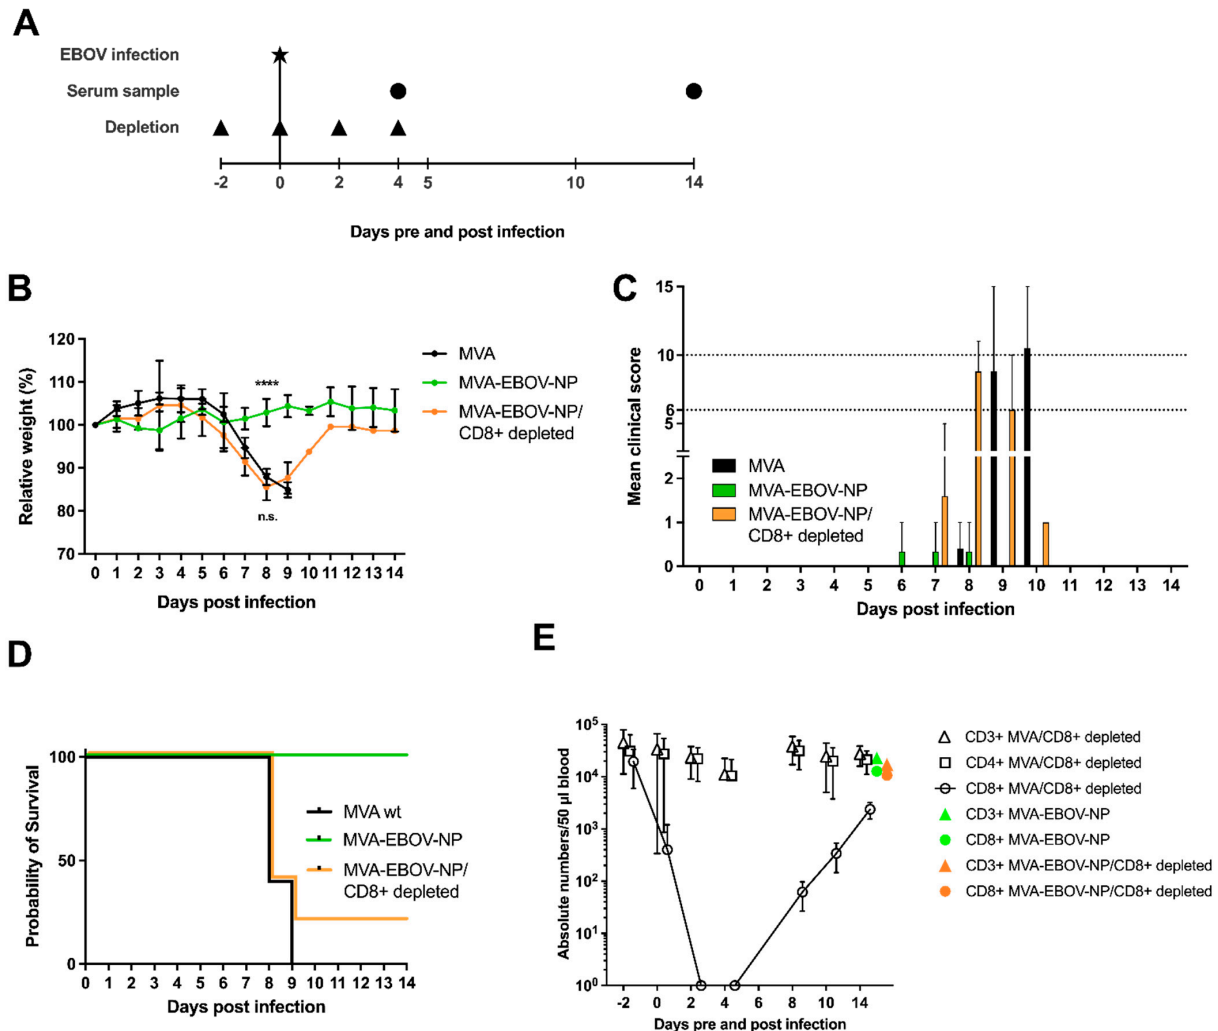 A
EBOV infection
Serum sample
Depletion
-2 0 2 4 5 10 14
Days pre and post infection
B
120
110
100
90
80
70
Relative weight (%)
****
n.s.
0 1 2 3 4 5 6 7 8 9 10 11 12 13 14
Days post infection
MVA
MVA-EBOV-NP
MVA-EBOV-NP/
CD8+ depleted
C
15
10
6
5
2
1
0
Mean clinical score
MVA
MVA-EBOV-NP
MVA-EBOV-NP/
CD8+ depleted
0 1 2 3 4 5 6 7 8 9 10 11 12 13 14
Days post infection
D
100
50
0
Probability of Survival
MVA wt
MVA-EBOV-NP
MVA-EBOV-NP/
CD8+ depleted
0 1 2 3 4 5 6 7 8 9 10 11 12 13 14
Days post infection
E
10⁵
10⁴
10³
10²
10¹
10⁰
Absolute numbers/50 µl blood
-2 0 2 4 8 10 14
Days pre and post infection
CD3+ MVA/CD8+ depleted
CD4+ MVA/CD8+ depleted
CD8+ MVA/CD8+ depleted
CD3+ MVA-EBOV-NP
CD8+ MVA-EBOV-NP
CD3+ MVA-EBOV-NP/CD8+ depleted
CD8+ MVA-EBOV-NP/CD8+ depleted